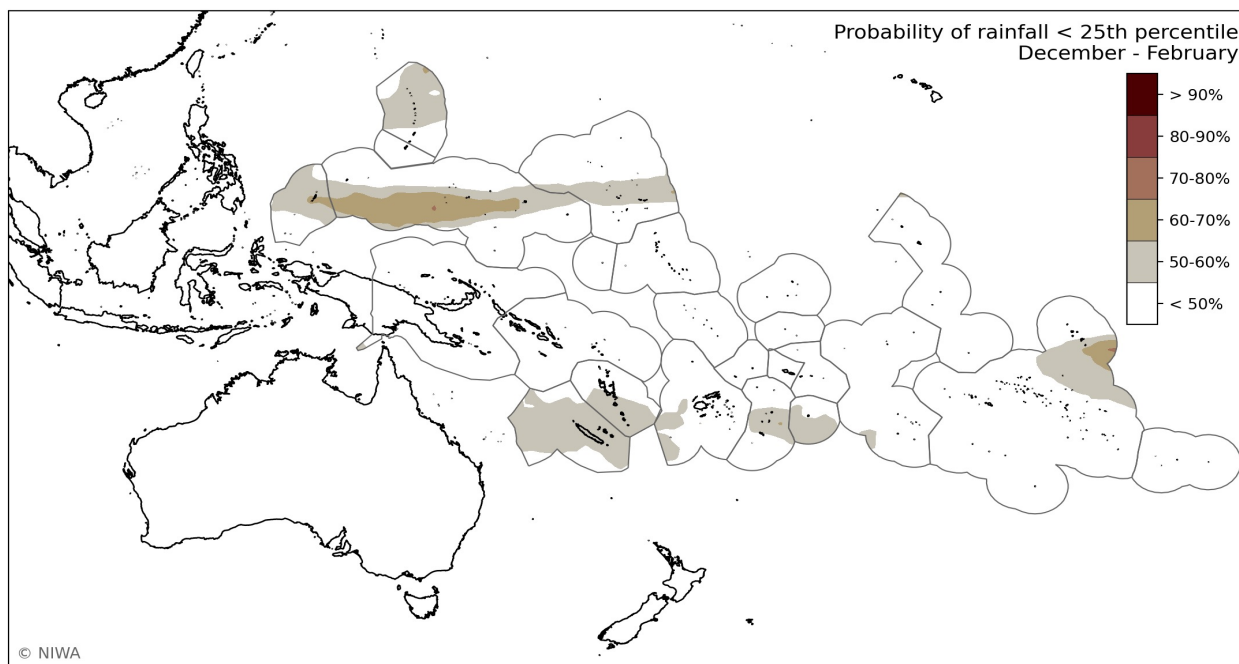 Probability of rainfall < 25th percentile
December - February
> 90%
80-90%
70-80%
60-70%
50-60%
< 50%
© NIWA